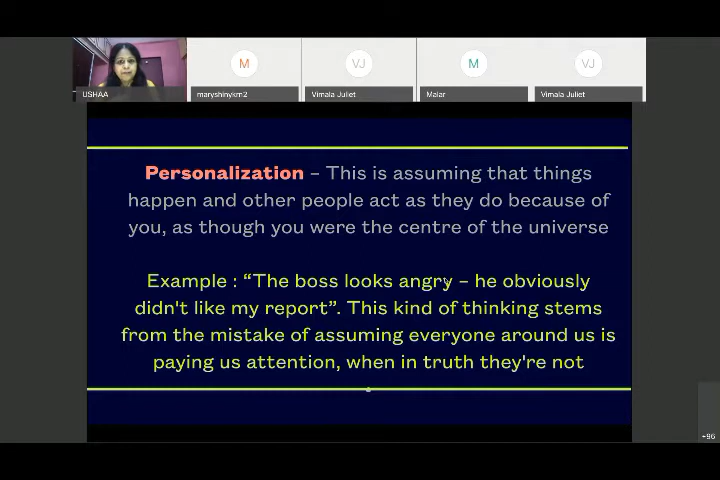 M
VJ
M
VJ
USHAA
maryshinykm2
Vimala Juliet
Malar
Vimala Juliet
Personalization – This is assuming that things
happen and other people act as they do because of
you, as though you were the centre of the universe
Example : “The boss looks angry – he obviously
didn't like my report”. This kind of thinking stems
from the mistake of assuming everyone around us is
paying us attention, when in truth they're not
+96